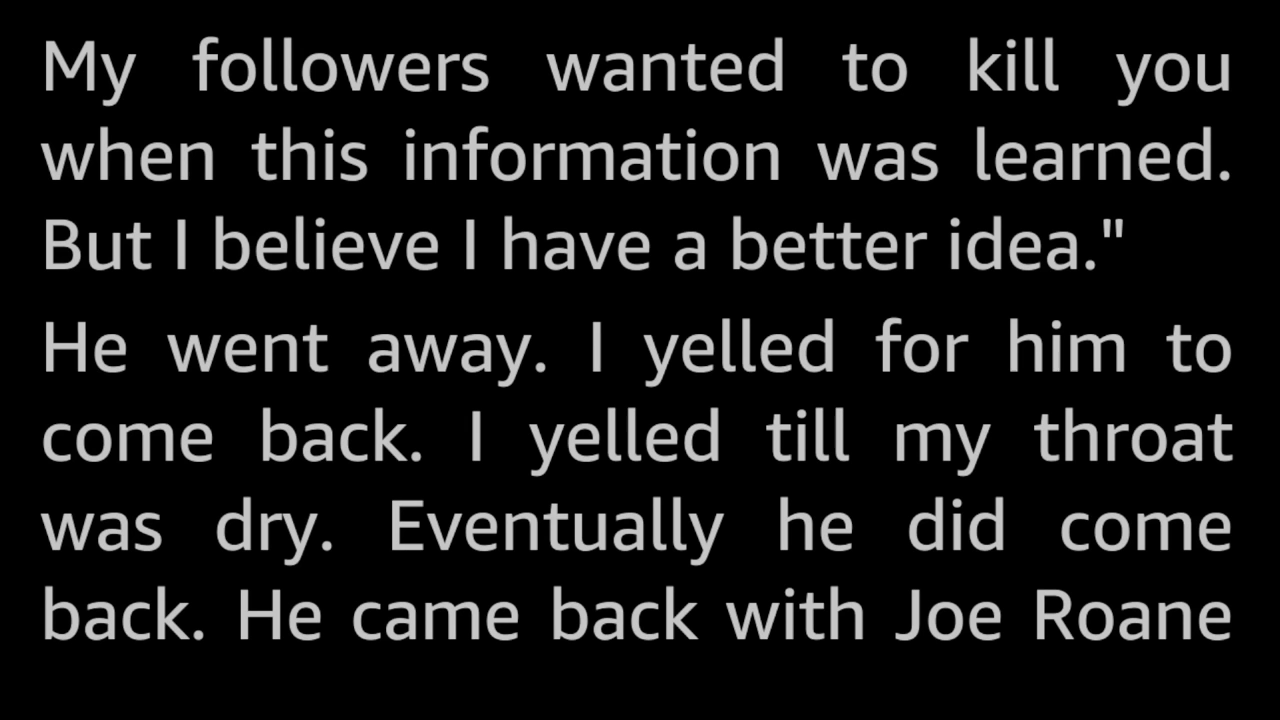 My followers wanted to kill you
when this information was learned.
But I believe I have a better idea."
He went away. I yelled for him to
come back. I yelled till my throat
was dry. Eventually he did come
back. He came back with Joe Roane